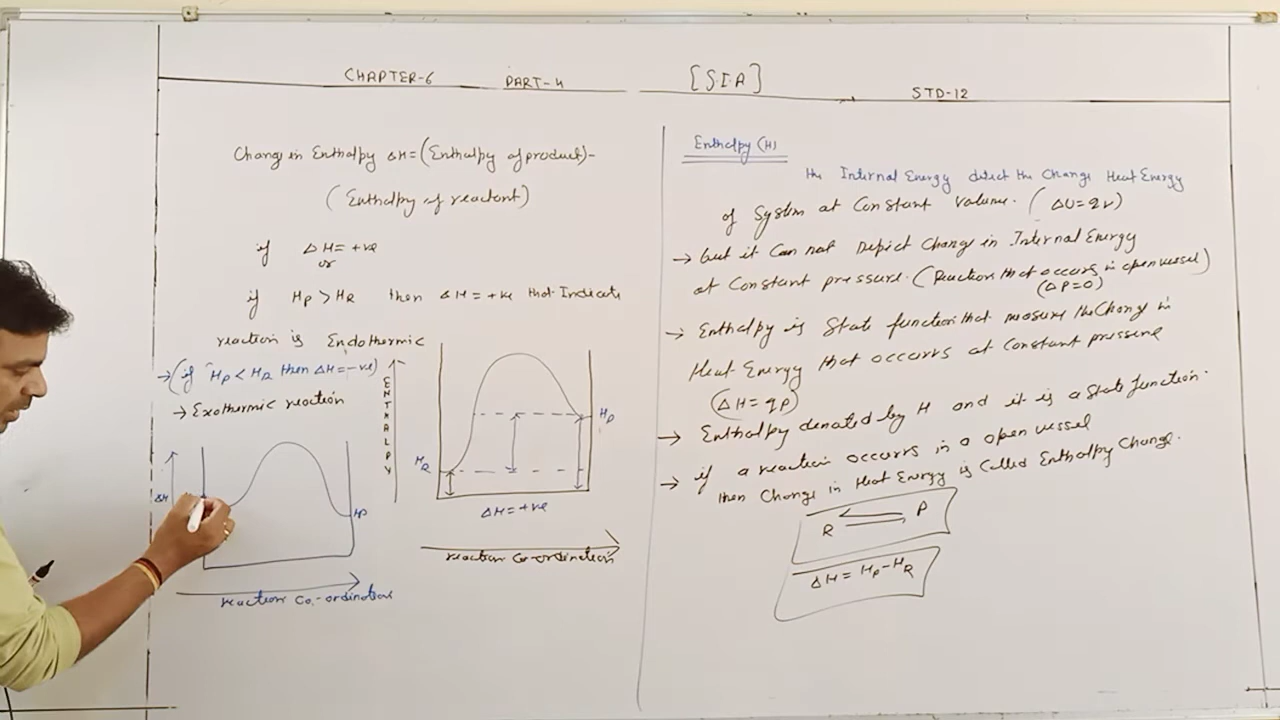 CHAPTER-6 PART-4 [S.I.A] STD-12
Change in Enthalpy ΔH=(Enthalpy of product)-
(Enthalpy of reactant)
if ΔH=+ve
or
if HP>HR then ΔH=+ve that Indicate
reaction is Endothermic
→(if HP<HR then ΔH=-ve)
→ Exothermic reaction
ΔH
HP
reaction Co-ordination
ENTHALPY
HP
HR
ΔH=+ve
reaction Co-ordination
Enthalpy (H)
the Internal Energy detect the Change Heat Energy
of System at Constant Volume. (ΔU=qv)
→ but it Can not Depict Change in Internal Energy
at Constant pressure. (Reaction that occurs in open vessel)
(ΔP=0)
→ Enthalpy is State function that measure the Change in
Heat Energy that occurrs at Constant pressure
(ΔH=qP)
→ Enthalpy denoted by H and it is a State function.
→ if a reaction occurrs in a open vessel
then Change in Heat Energy is Called Enthalpy Change.
R ⇌ P
ΔH=HP-HR